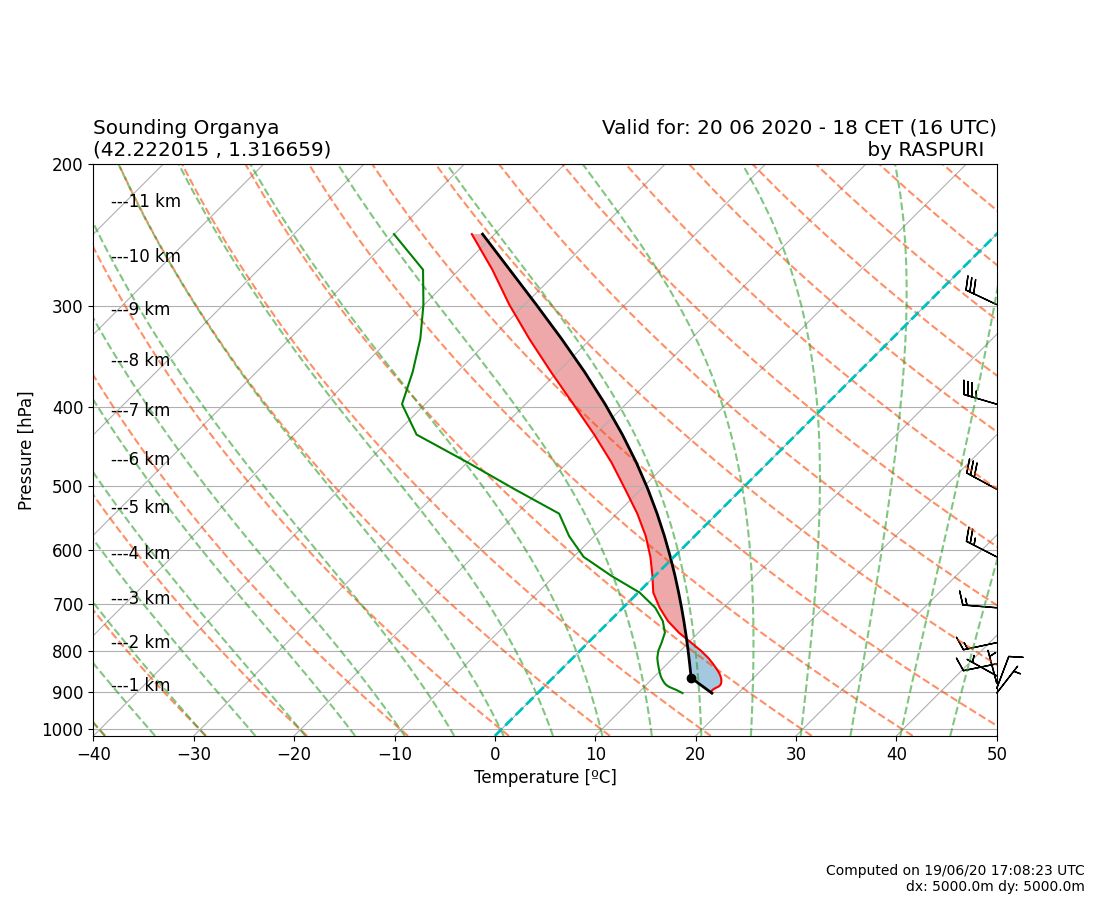 Sounding Organya
(42.222015 , 1.316659)
Valid for: 20 06 2020 - 18 CET (16 UTC)
by RASPURI
200
300
400
500
600
700
800
900
1000
Pressure [hPa]
---11 km
---10 km
---9 km
---8 km
---7 km
---6 km
---5 km
---4 km
---3 km
---2 km
---1 km
−40 −30 −20 −10 0 10 20 30 40 50
Temperature [ºC]
Computed on 19/06/20 17:08:23 UTC
dx: 5000.0m dy: 5000.0m